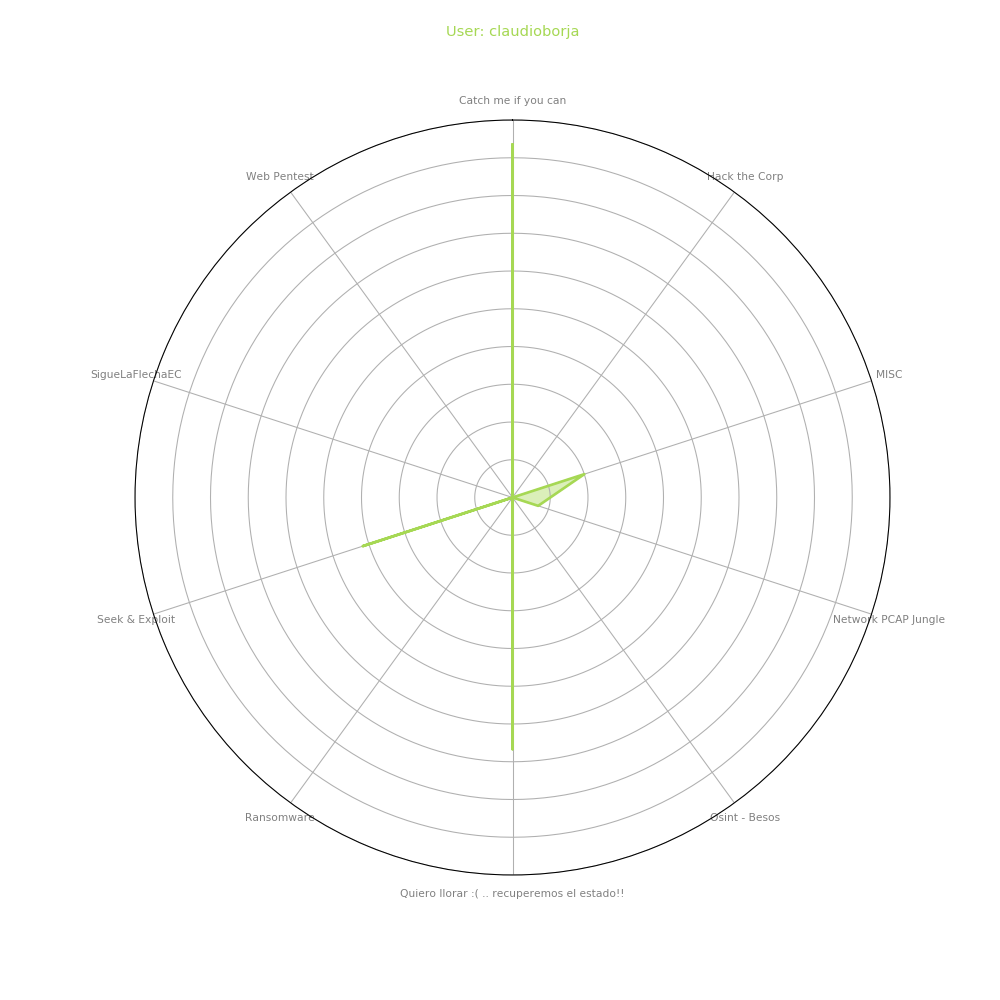 User: claudioborja
Catch me if you can
Web Pentest
Hack the Corp
SigueLaFlechaEC
MISC
Seek & Exploit
Network PCAP Jungle
Ransomware
Osint - Besos
Quiero llorar :( .. recuperemos el estado!!